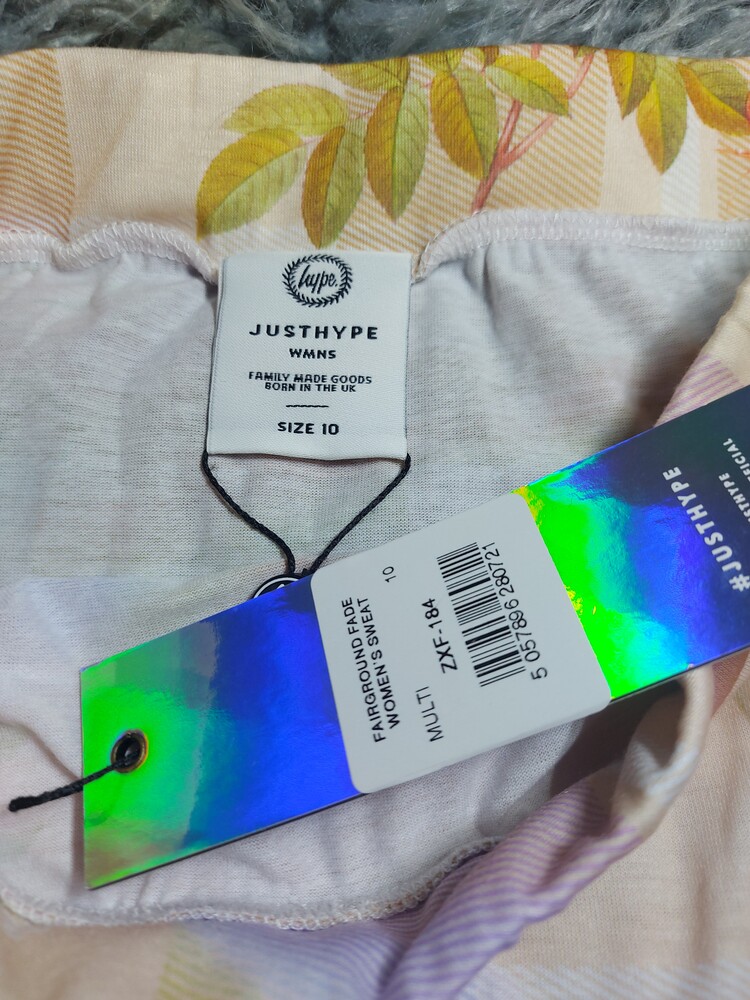 hype.
JUSTHYPE
WMNS
FAMILY MADE GOODS
BORN IN THE UK
SIZE 10
FAIRGROUND FADE
WOMEN'S SWEAT
10
MULTI
ZXF-184
5 057896 280721
#JUSTHYPE